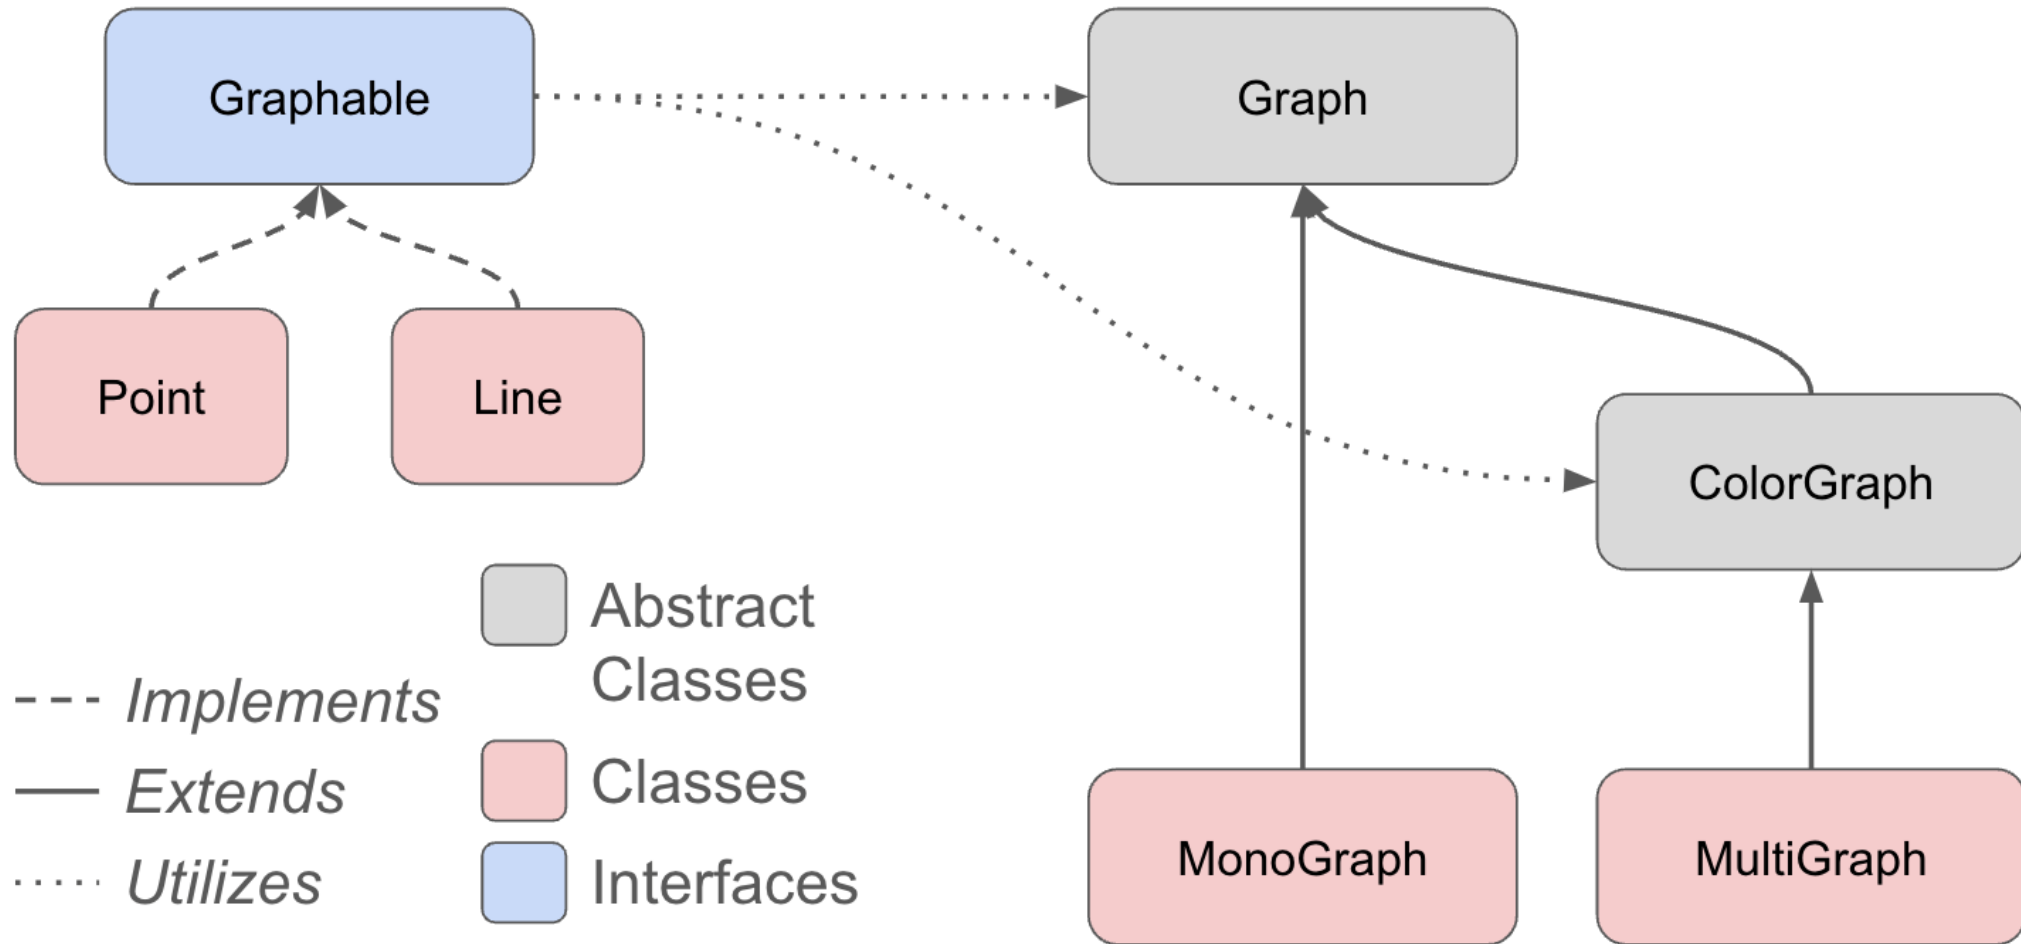 Graphable
Graph
Point
Line
ColorGraph
Abstract
Classes
Implements
Extends
Classes
Utilizes
Interfaces
MonoGraph
MultiGraph